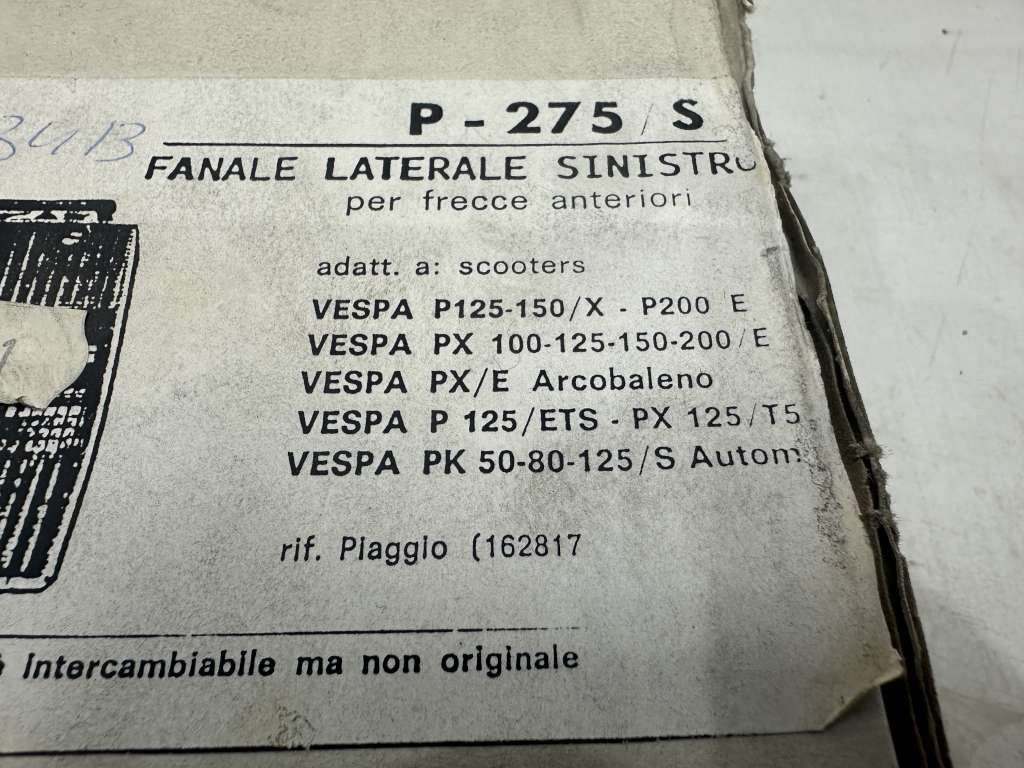 P - 275 / S
FANALE LATERALE SINISTRO
per frecce anteriori
adatt. a: scooters
VESPA P125-150/X - P200 E
VESPA PX 100-125-150-200/E
VESPA PX/E Arcobaleno
VESPA P 125/ETS - PX 125/T5
VESPA PK 50-80-125/S Autom
rif. Piaggio (162817
è intercambiabile ma non originale